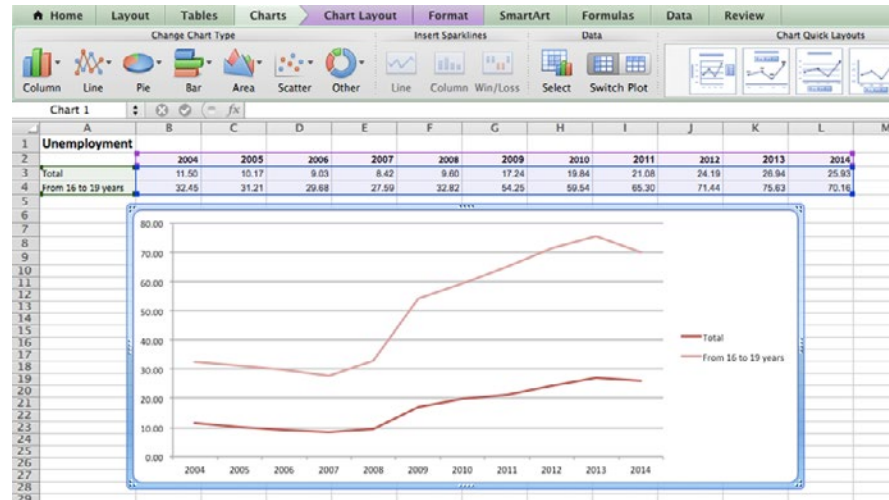 Home Layout Tables Charts Chart Layout Format SmartArt Formulas Data Review
Change Chart Type Insert Sparklines Data Chart Quick Layouts
Column Line Pie Bar Area Scatter Other Line Column Win/Loss Select Switch Plot
Chart 1 fx
A B C D E F G H I J K L M
1 Unemployment
2 2004 2005 2006 2007 2008 2009 2010 2011 2012 2013 2014
3 Total 11.50 10.17 9.03 8.42 9.60 17.24 19.84 21.08 24.19 26.94 25.93
4 From 16 to 19 years 32.45 31.21 29.68 27.59 32.82 54.25 59.54 65.30 71.44 75.63 70.16
5
6
7
8
9
10
11
12
13
14
15
16
17
18
19
20
21
22
23
24
25
26
27
28
29
80.00
70.00
60.00
50.00
40.00
30.00
20.00
10.00
0.00
2004 2005 2006 2007 2008 2009 2010 2011 2012 2013 2014
Total
From 16 to 19 years